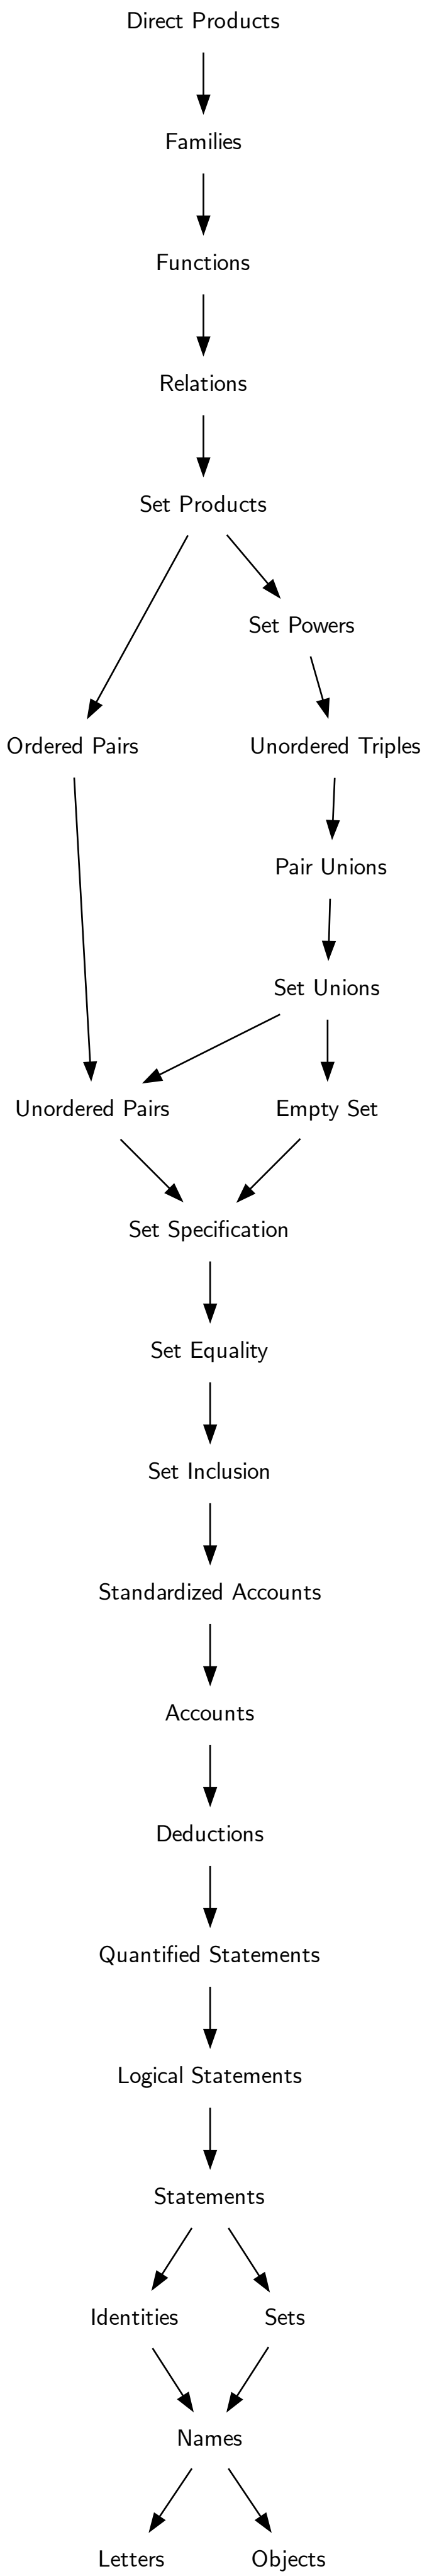 Direct Products
Families
Functions
Relations
Set Products
Set Powers
Ordered Pairs
Unordered Triples
Pair Unions
Set Unions
Unordered Pairs
Empty Set
Set Specification
Set Equality
Set Inclusion
Standardized Accounts
Accounts
Deductions
Quantified Statements
Logical Statements
Statements
Identities
Sets
Names
Letters
Objects